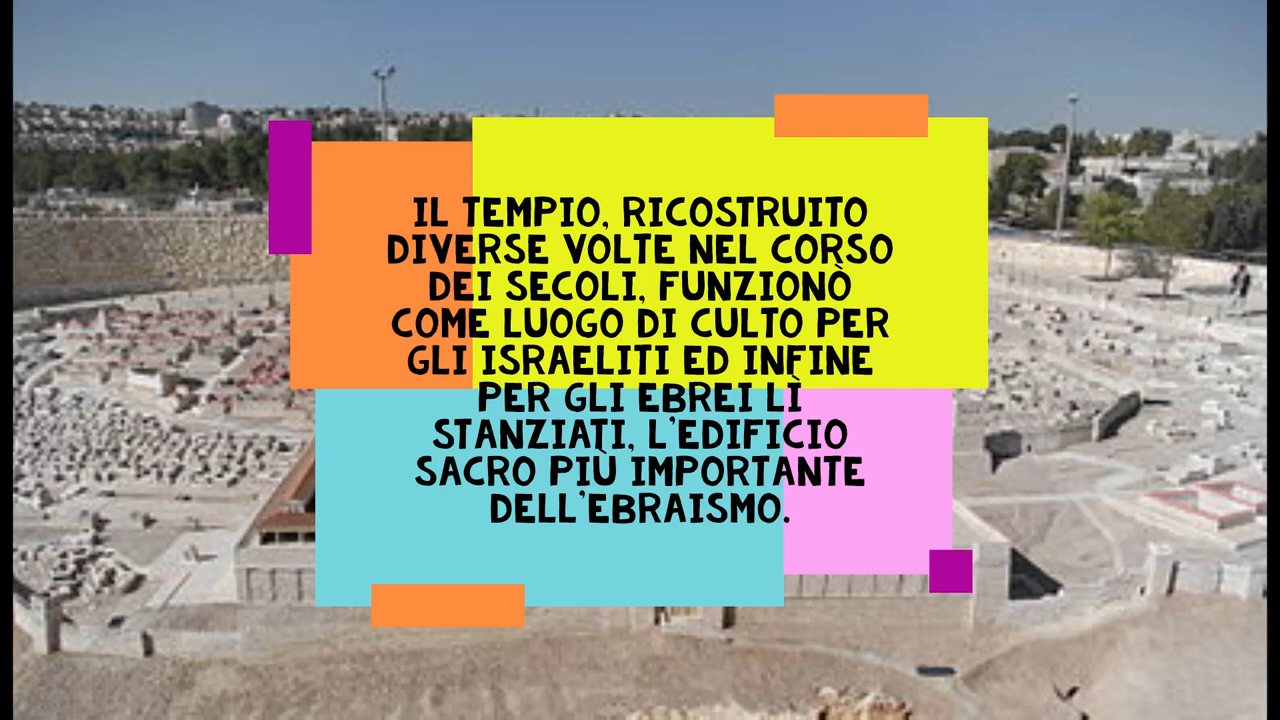 IL TEMPIO, RICOSTRUITO
DIVERSE VOLTE NEL CORSO
DEI SECOLI, FUNZIONÒ
COME LUOGO DI CULTO PER
GLI ISRAELITI ED INFINE
PER GLI EBREI LÌ
STANZIATI, L'EDIFICIO
SACRO PIÙ IMPORTANTE
DELL'EBRAISMO.